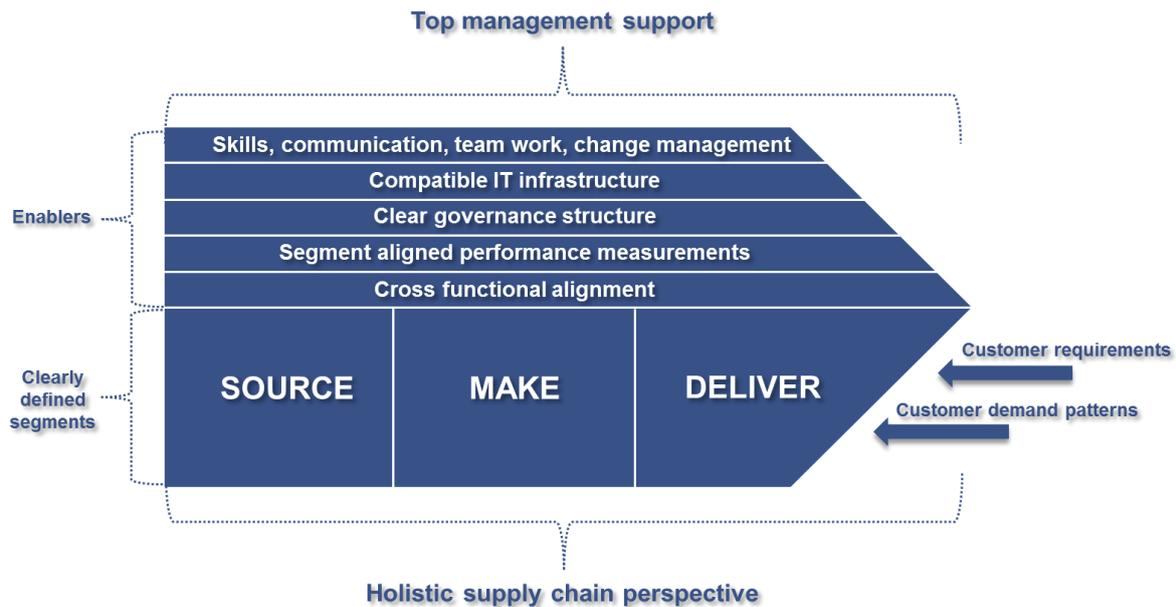 Top management support
Skills, communication, team work, change management
Compatible IT infrastructure
Enablers
Clear governance structure
Segment aligned performance measurements
Cross functional alignment
Clearly
defined
segments
SOURCE
MAKE
DELIVER
Customer requirements
Customer demand patterns
Holistic supply chain perspective